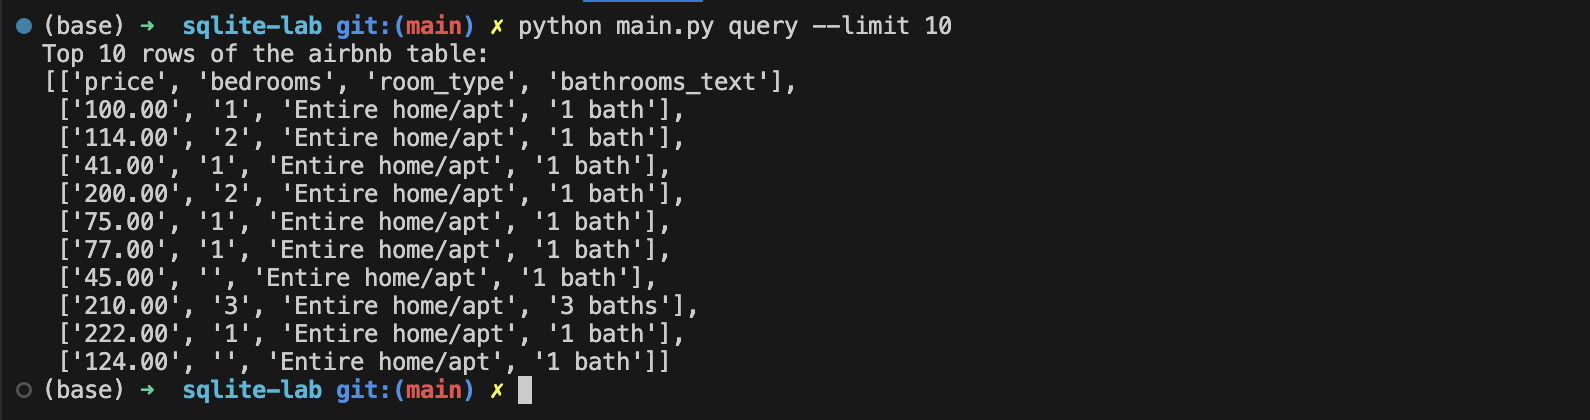 (base) ➜ sqlite-lab git:(main) ✗ python main.py query --limit 10
Top 10 rows of the airbnb table:
[['price', 'bedrooms', 'room_type', 'bathrooms_text'],
['100.00', '1', 'Entire home/apt', '1 bath'],
['114.00', '2', 'Entire home/apt', '1 bath'],
['41.00', '1', 'Entire home/apt', '1 bath'],
['200.00', '2', 'Entire home/apt', '1 bath'],
['75.00', '1', 'Entire home/apt', '1 bath'],
['77.00', '1', 'Entire home/apt', '1 bath'],
['45.00', '', 'Entire home/apt', '1 bath'],
['210.00', '3', 'Entire home/apt', '3 baths'],
['222.00', '1', 'Entire home/apt', '1 bath'],
['124.00', '', 'Entire home/apt', '1 bath']]
(base) ➜ sqlite-lab git:(main) ✗